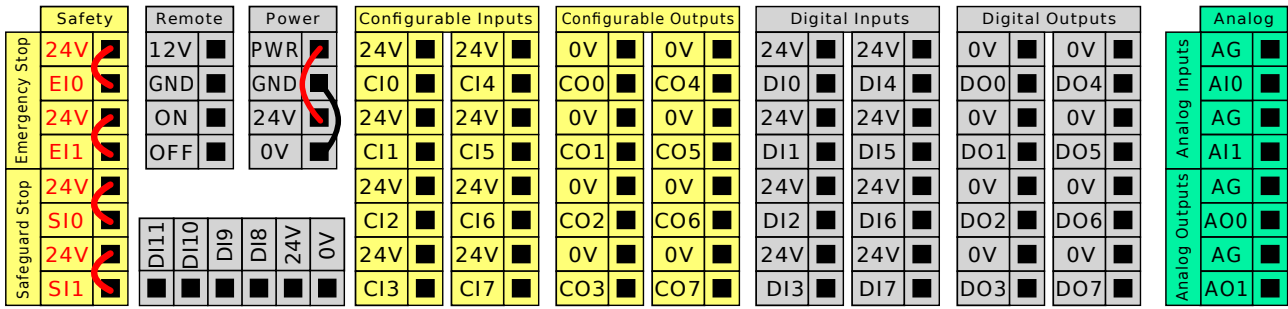 Safety
Emergency Stop
24V
EI0
24V
EI1
Safeguard Stop
24V
SI0
24V
SI1
Remote
12V
GND
ON
OFF
Power
PWR
GND
24V
0V
DI11
DI10
DI9
DI8
24V
0V
Configurable Inputs
24V 24V
CI0 CI4
24V 24V
CI1 CI5
24V 24V
CI2 CI6
24V 24V
CI3 CI7
Configurable Outputs
0V 0V
CO0 CO4
0V 0V
CO1 CO5
0V 0V
CO2 CO6
0V 0V
CO3 CO7
Digital Inputs
24V 24V
DI0 DI4
24V 24V
DI1 DI5
24V 24V
DI2 DI6
24V 24V
DI3 DI7
Digital Outputs
0V 0V
DO0 DO4
0V 0V
DO1 DO5
0V 0V
DO2 DO6
0V 0V
DO3 DO7
Analog
Analog Inputs
AG
AI0
AG
AI1
Analog Outputs
AG
AO0
AG
AO1